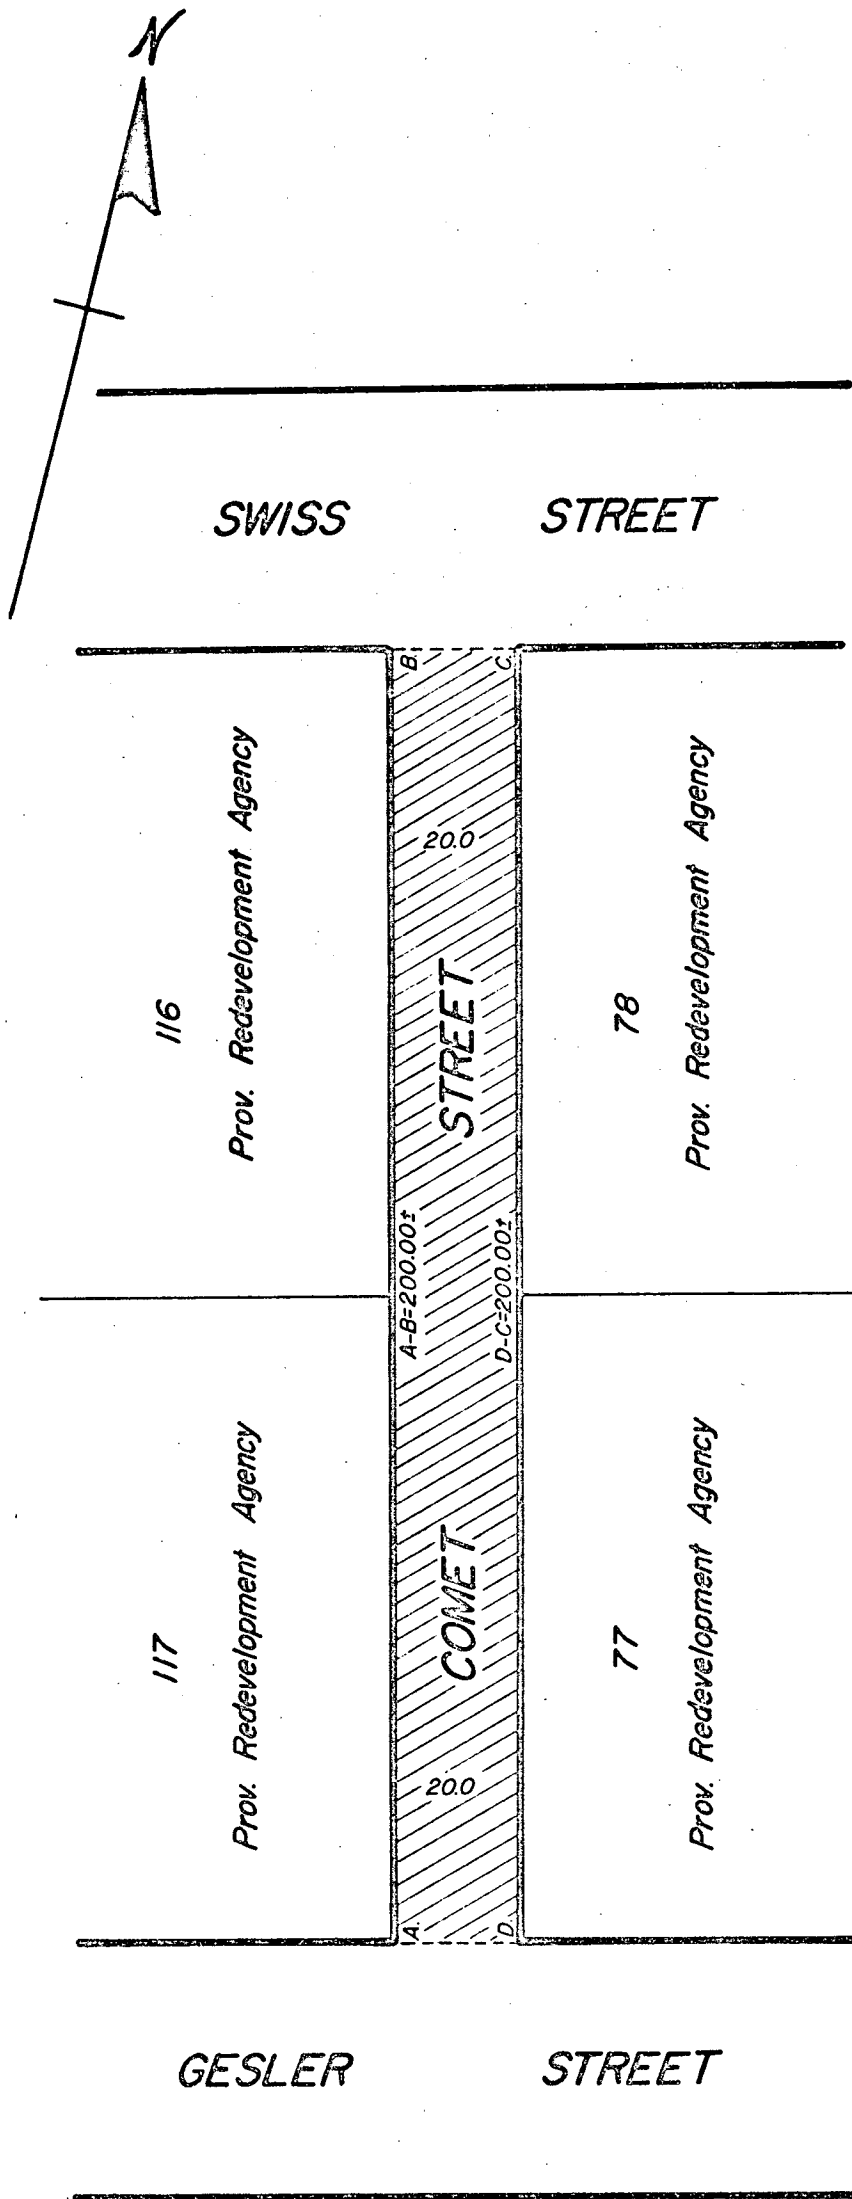 N
SWISS STREET
B. C.
116
Prov. Redevelopment Agency
20.0
STREET
78
Prov. Redevelopment Agency
A-B=200.00±
D-C=200.00±
117
Prov. Redevelopment Agency
COMET
20.0
77
Prov. Redevelopment Agency
A. D.
GESLER STREET